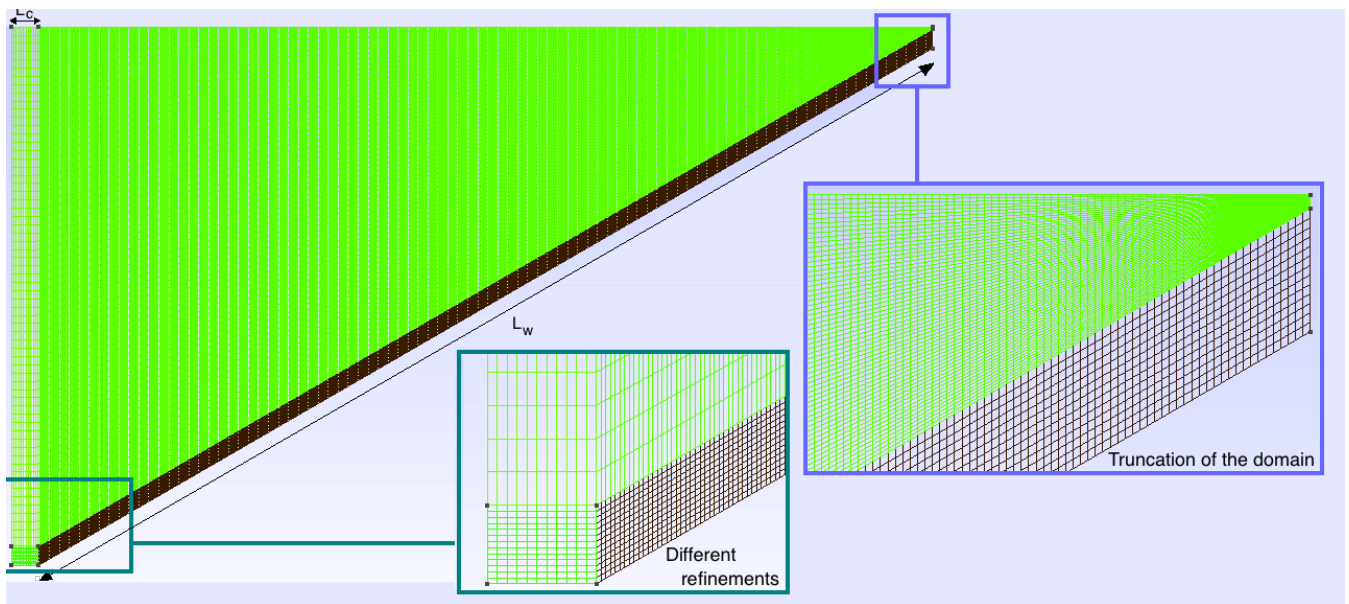 Lc
Lw
Different
refinements
Truncation of the domain